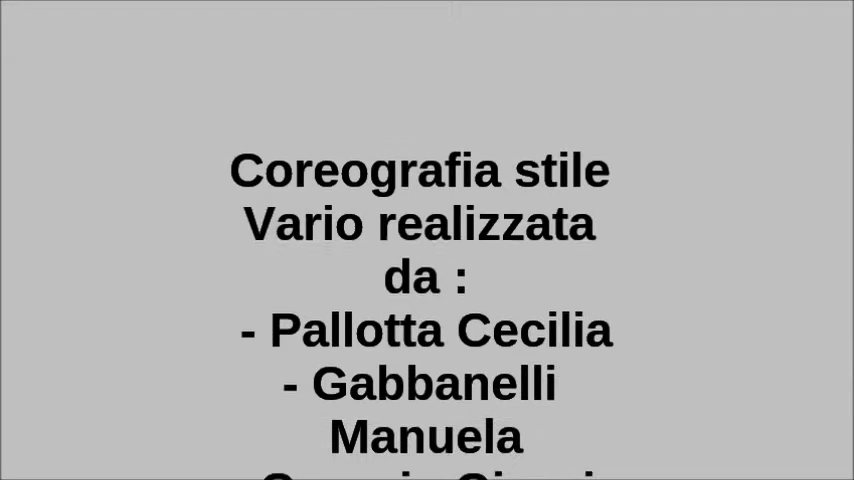 Coreografia stile
Vario realizzata
da :
- Pallotta Cecilia
- Gabbanelli
Manuela